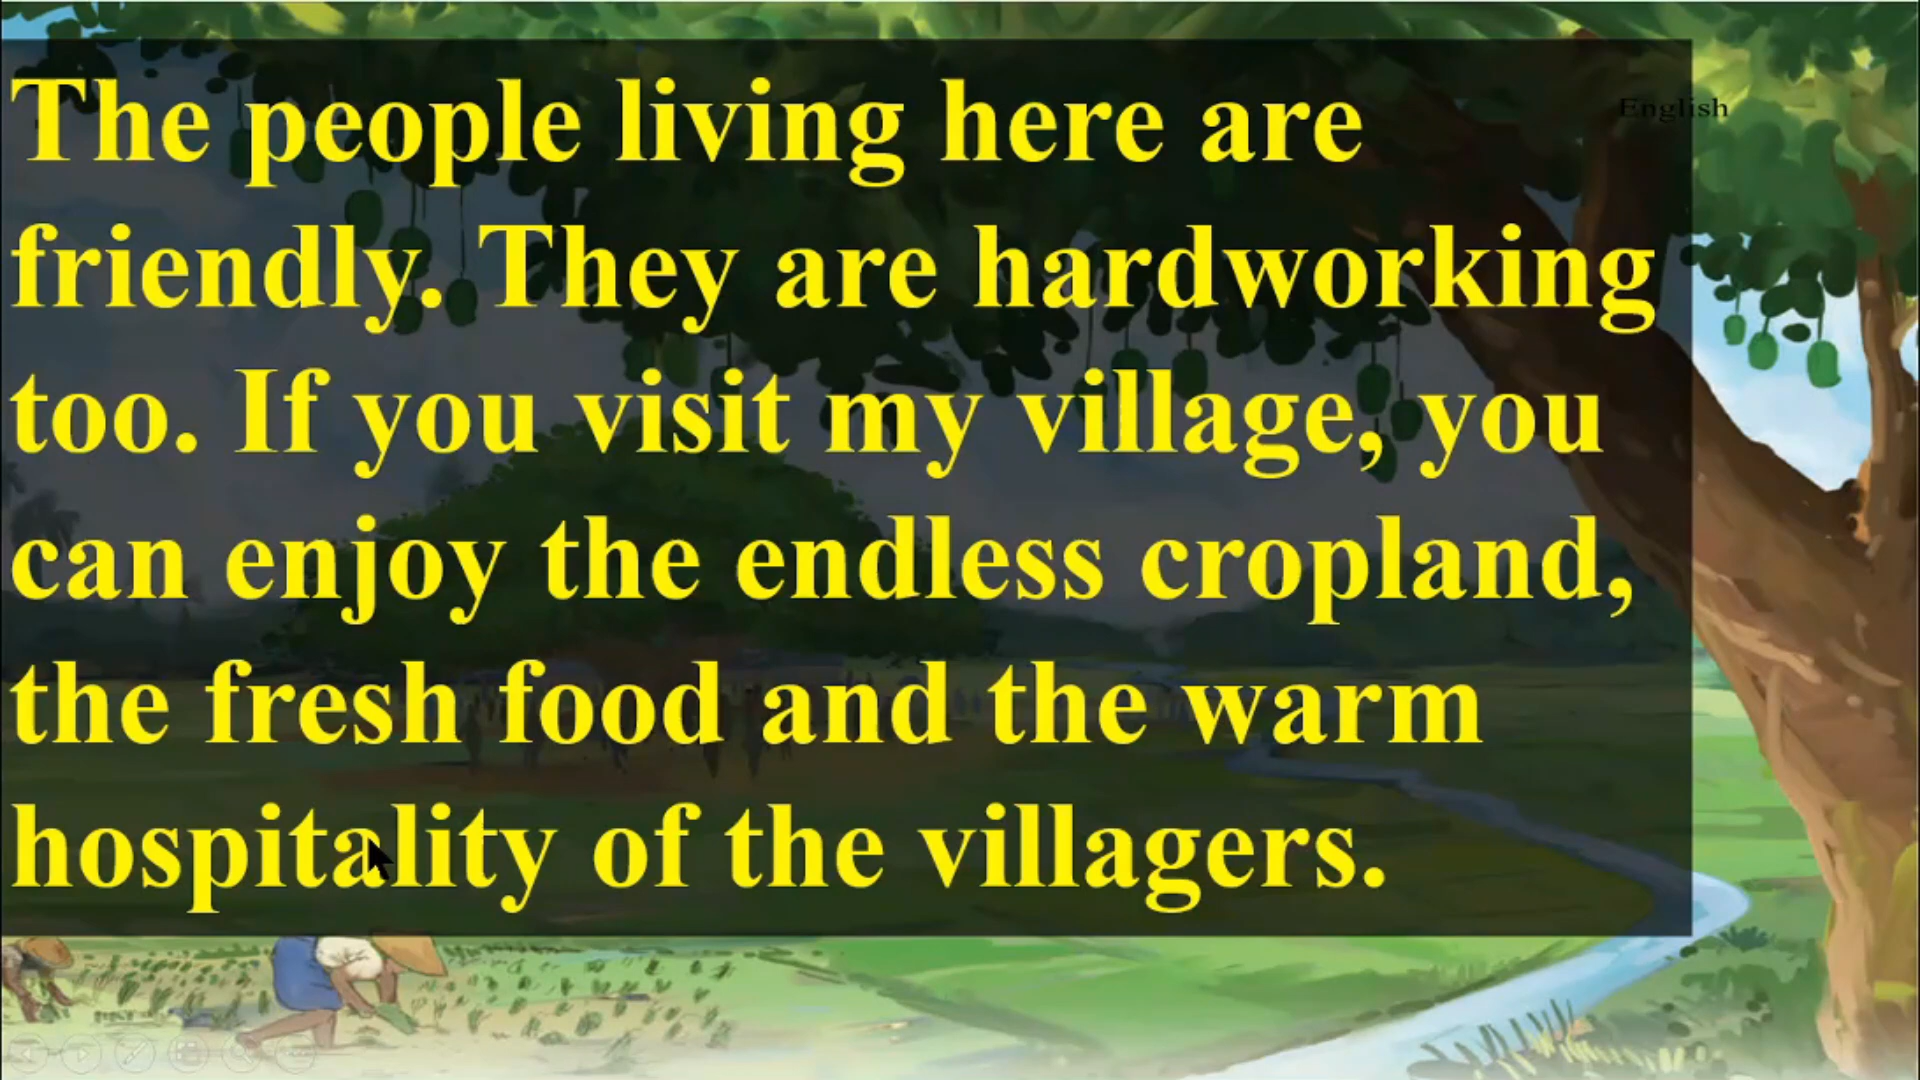 English
The people living here are
friendly. They are hardworking
too. If you visit my village, you
can enjoy the endless cropland,
the fresh food and the warm
hospitality of the villagers.